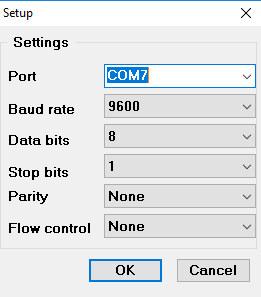 Setup
Settings
Port COM7
Baud rate 9600
Data bits 8
Stop bits 1
Parity None
Flow control None
OK Cancel